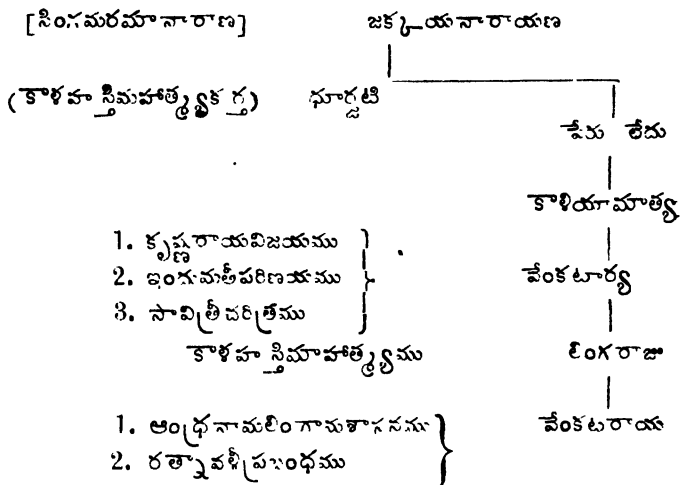 [సింగమరమానారాణ] జక్కయనారాయణ
(కాళహస్తిమహాత్మ్యకర్త) ధూర్జటి
పేరు లేదు
కాళియామాత్య
1. కృష్ణరాయవిజయము
2. ఇందుమతీపరిణయము వేంకటార్య
3. సావిత్రీచరిత్రము
కాళహస్తిమాహాత్మ్యము లింగరాజు
1. ఆంధ్రనామలింగానుశాసనము వేంకటరాయ
2. రత్నావళీప్రబంధము